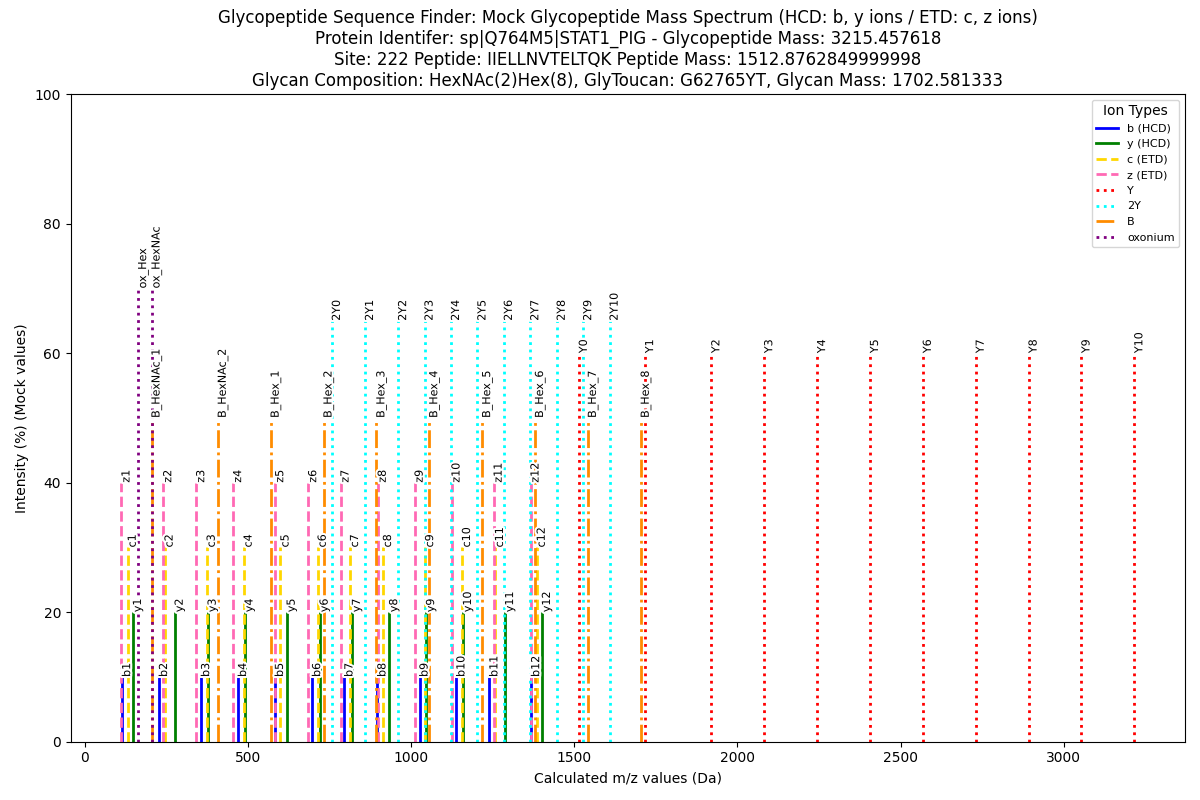 Glycopeptide Sequence Finder: Mock Glycopeptide Mass Spectrum (HCD: b, y ions / ETD: c, z ions)
Protein Identifer: sp|Q764M5|STAT1_PIG - Glycopeptide Mass: 3215.457618
Site: 222 Peptide: IIELLNVTELTQK Peptide Mass: 1512.8762849999998
Glycan Composition: HexNAc(2)Hex(8), GlyToucan: G62765YT, Glycan Mass: 1702.581333
100
80
60
40
20
0
Intensity (%) (Mock values)
Ion Types
b (HCD)
y (HCD)
c (ETD)
z (ETD)
Y
2Y
B
oxonium
ox_Hex
ox_HexNAc
2Y0
2Y1
2Y2
2Y3
2Y4
2Y5
2Y6
2Y7
2Y8
2Y9
2Y10
Y0
Y1
Y2
Y3
Y4
Y5
Y6
Y7
Y8
Y9
Y10
B_HexNAc_1
B_HexNAc_2
B_Hex_1
B_Hex_2
B_Hex_3
B_Hex_4
B_Hex_5
B_Hex_6
B_Hex_7
B_Hex_8
z1
z2
z3
z4
z5
z6
z7
z8
z9
z10
z11
z12
c1
c2
c3
c4
c5
c6
c7
c8
c9
c10
c11
c12
y1
y2
y3
y4
y5
y6
y7
y8
y9
y10
y11
y12
b1
b2
b3
b4
b5
b6
b7
b8
b9
b10
b11
b12
0
500
1000
1500
2000
2500
3000
Calculated m/z values (Da)